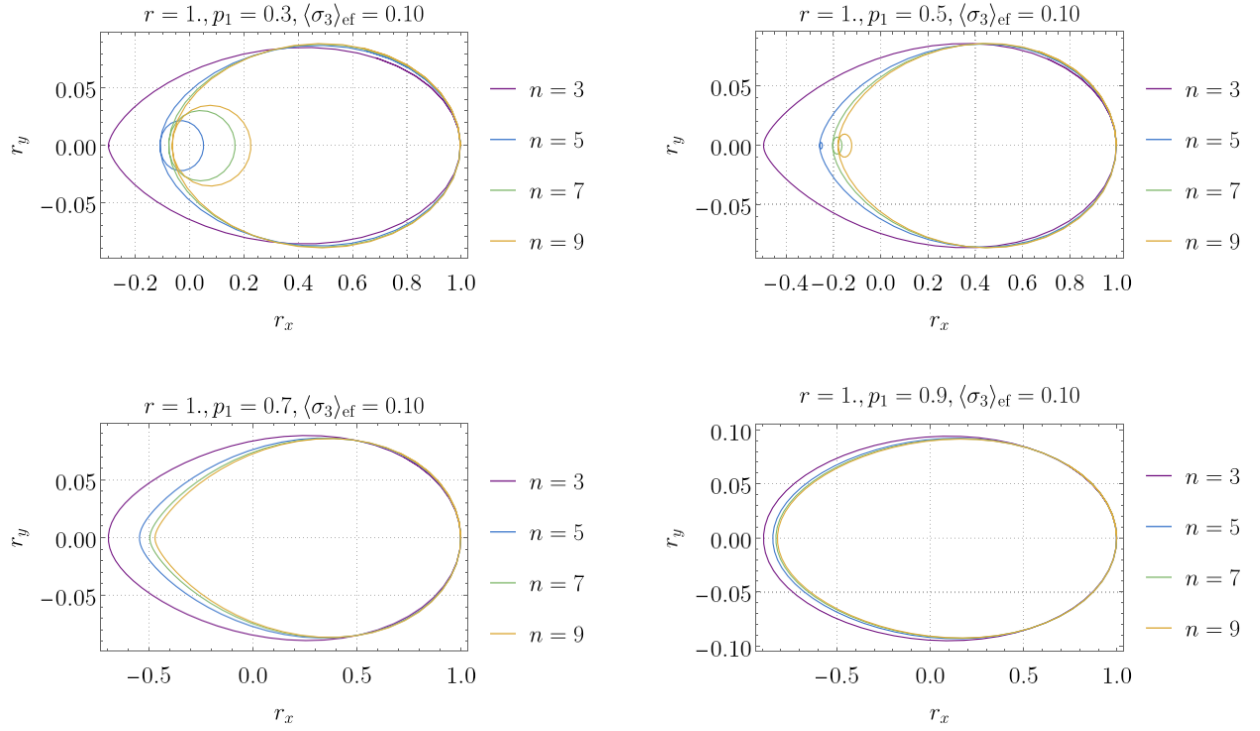 r = 1., p₁ = 0.3, ⟨σ₃⟩ef = 0.10
0.05
0.00
−0.05
r_y
−0.2 0.0 0.2 0.4 0.6 0.8 1.0
r_x
n = 3
n = 5
n = 7
n = 9
r = 1., p₁ = 0.5, ⟨σ₃⟩ef = 0.10
0.05
0.00
−0.05
r_y
−0.4 −0.2 0.0 0.2 0.4 0.6 0.8 1.0
r_x
n = 3
n = 5
n = 7
n = 9
r = 1., p₁ = 0.7, ⟨σ₃⟩ef = 0.10
0.05
0.00
−0.05
r_y
−0.5 0.0 0.5 1.0
r_x
n = 3
n = 5
n = 7
n = 9
r = 1., p₁ = 0.9, ⟨σ₃⟩ef = 0.10
0.10
0.05
0.00
−0.05
−0.10
r_y
−0.5 0.0 0.5 1.0
r_x
n = 3
n = 5
n = 7
n = 9